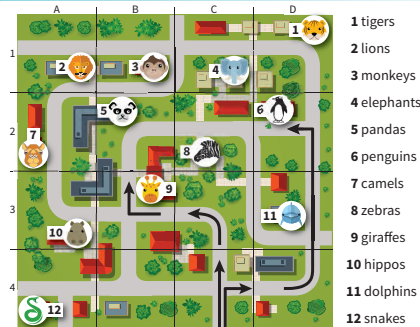 A B C D
1
2
3
4
1
2
3
4
5
6
7
8
9
10
11
12
1 tigers
2 lions
3 monkeys
4 elephants
5 pandas
6 penguins
7 camels
8 zebras
9 giraffes
10 hippos
11 dolphins
12 snakes